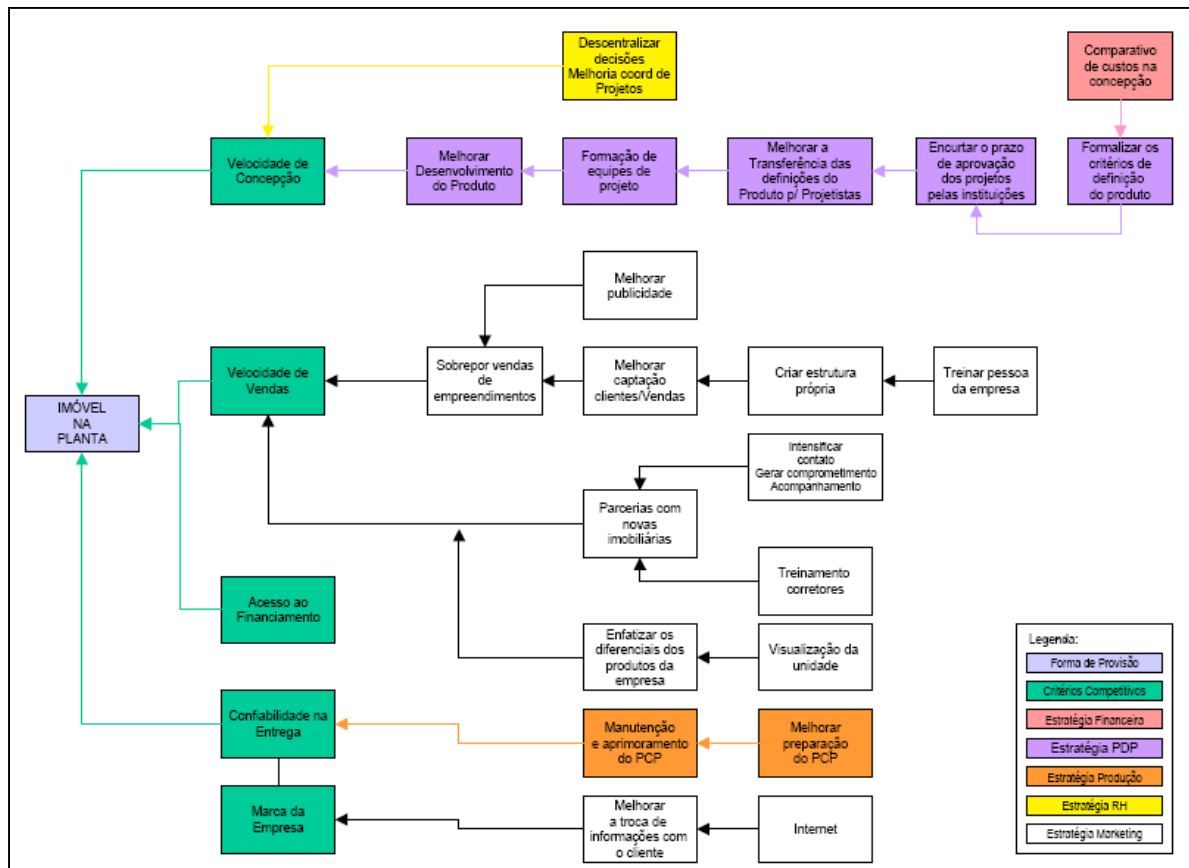 Descentralizar
decisões
Melhoria coord de
Projetos
Comparativo
de custos na
concepção
Velocidade de
Concepção
Melhorar
Desenvolvimento
do Produto
Formação de
equipes de
projeto
Melhorar a
Transferência das
definições do
Produto p/ Projetistas
Encurtar o prazo
de aprovação
dos projetos
pelas instituições
Formalizar os
critérios de
definição
do produto
Melhorar
publicidade
Velocidade de
Vendas
Sobrepor vendas
de
empreendimentos
Melhorar
captação
clientes/Vendas
Criar estrutura
própria
Treinar pessoa
da empresa
IMÓVEL
NA
PLANTA
Intensificar
contato
Gerar comprometimento
Acompanhamento
Parcerias com
novas
imobiliárias
Treinamento
corretores
Acesso ao
Financiamento
Enfatizar os
diferenciais dos
produtos da
empresa
Visualização da
unidade
Confiabilidade na
Entrega
Manutenção
e aprimoramento
do PCP
Melhorar
preparação
do PCP
Marca da
Empresa
Melhorar
a troca de
informações com
o cliente
Internet
Legenda:
Forma de Provisão
Critérios Competitivos
Estratégia Financeira
Estratégia PDP
Estratégia Produção
Estratégia RH
Estratégia Marketing